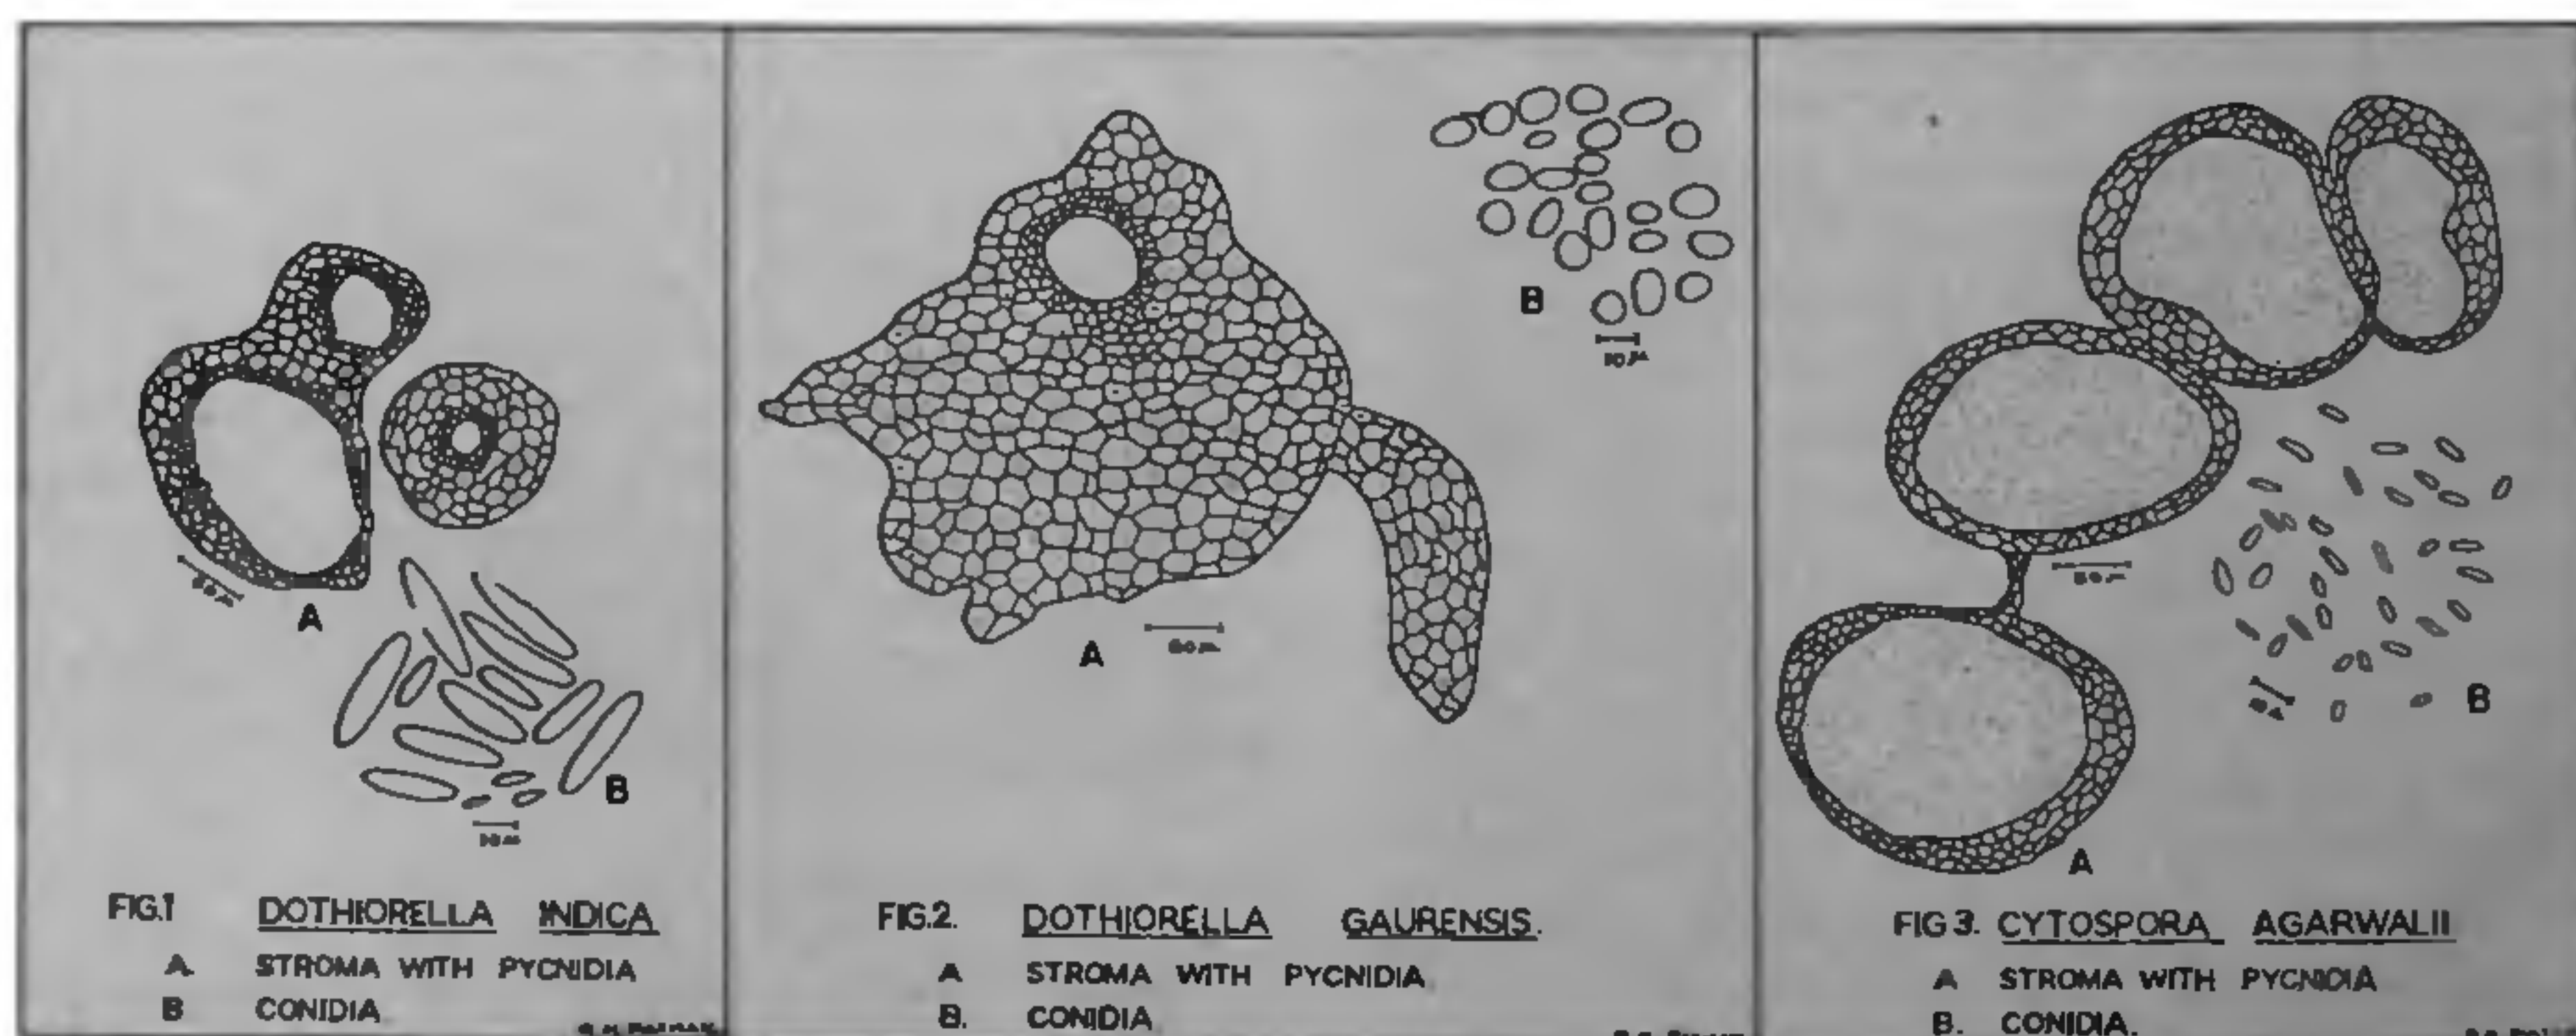 A
B
FIG.1 DOTHIORELLA INDICA
A. STROMA WITH PYCNIDIA
B CONIDIA
B
10 µ
A
FIG.2. DOTHIORELLA GAURENSIS.
A STROMA WITH PYCNIDIA.
B. CONIDIA
B
A
FIG 3. CYTOSPORA AGARWALII
A STROMA WITH PYCNIDIA
B. CONIDIA.